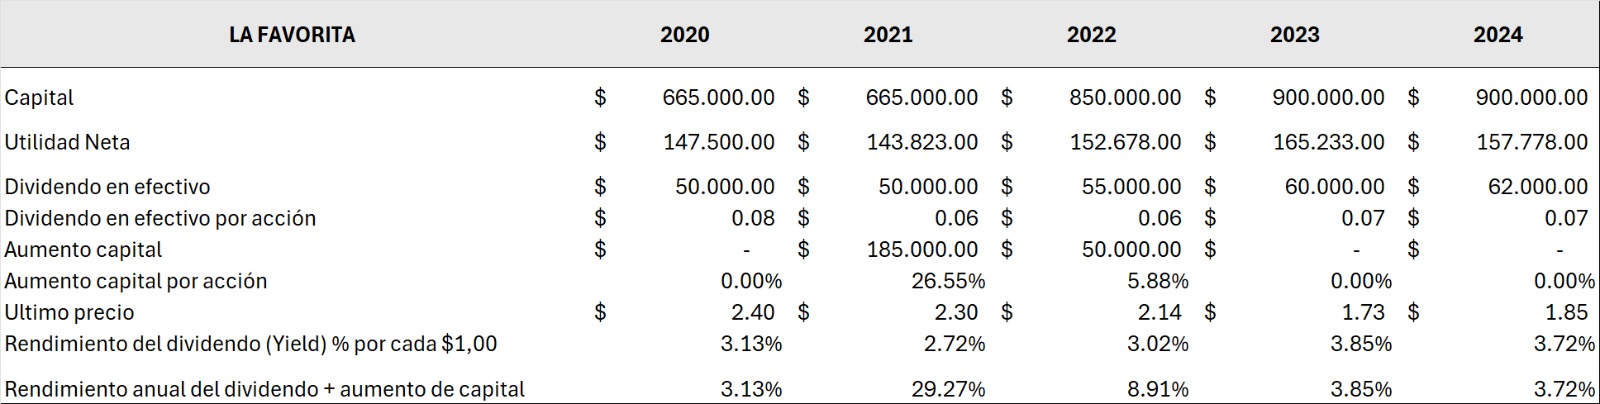 LA FAVORITA 2020 2021 2022 2023 2024
Capital $ 665.000.00 $ 665.000.00 $ 850.000.00 $ 900.000.00 $ 900.000.00
Utilidad Neta $ 147.500.00 $ 143.823.00 $ 152.678.00 $ 165.233.00 $ 157.778.00
Dividendo en efectivo $ 50.000.00 $ 50.000.00 $ 55.000.00 $ 60.000.00 $ 62.000.00
Dividendo en efectivo por acción $ 0.08 $ 0.06 $ 0.06 $ 0.07 $ 0.07
Aumento capital $ - $ 185.000.00 $ 50.000.00 $ - $ -
Aumento capital por acción 0.00% 26.55% 5.88% 0.00% 0.00%
Ultimo precio $ 2.40 $ 2.30 $ 2.14 $ 1.73 $ 1.85
Rendimiento del dividendo (Yield) % por cada $1,00 3.13% 2.72% 3.02% 3.85% 3.72%
Rendimiento anual del dividendo + aumento de capital 3.13% 29.27% 8.91% 3.85% 3.72%